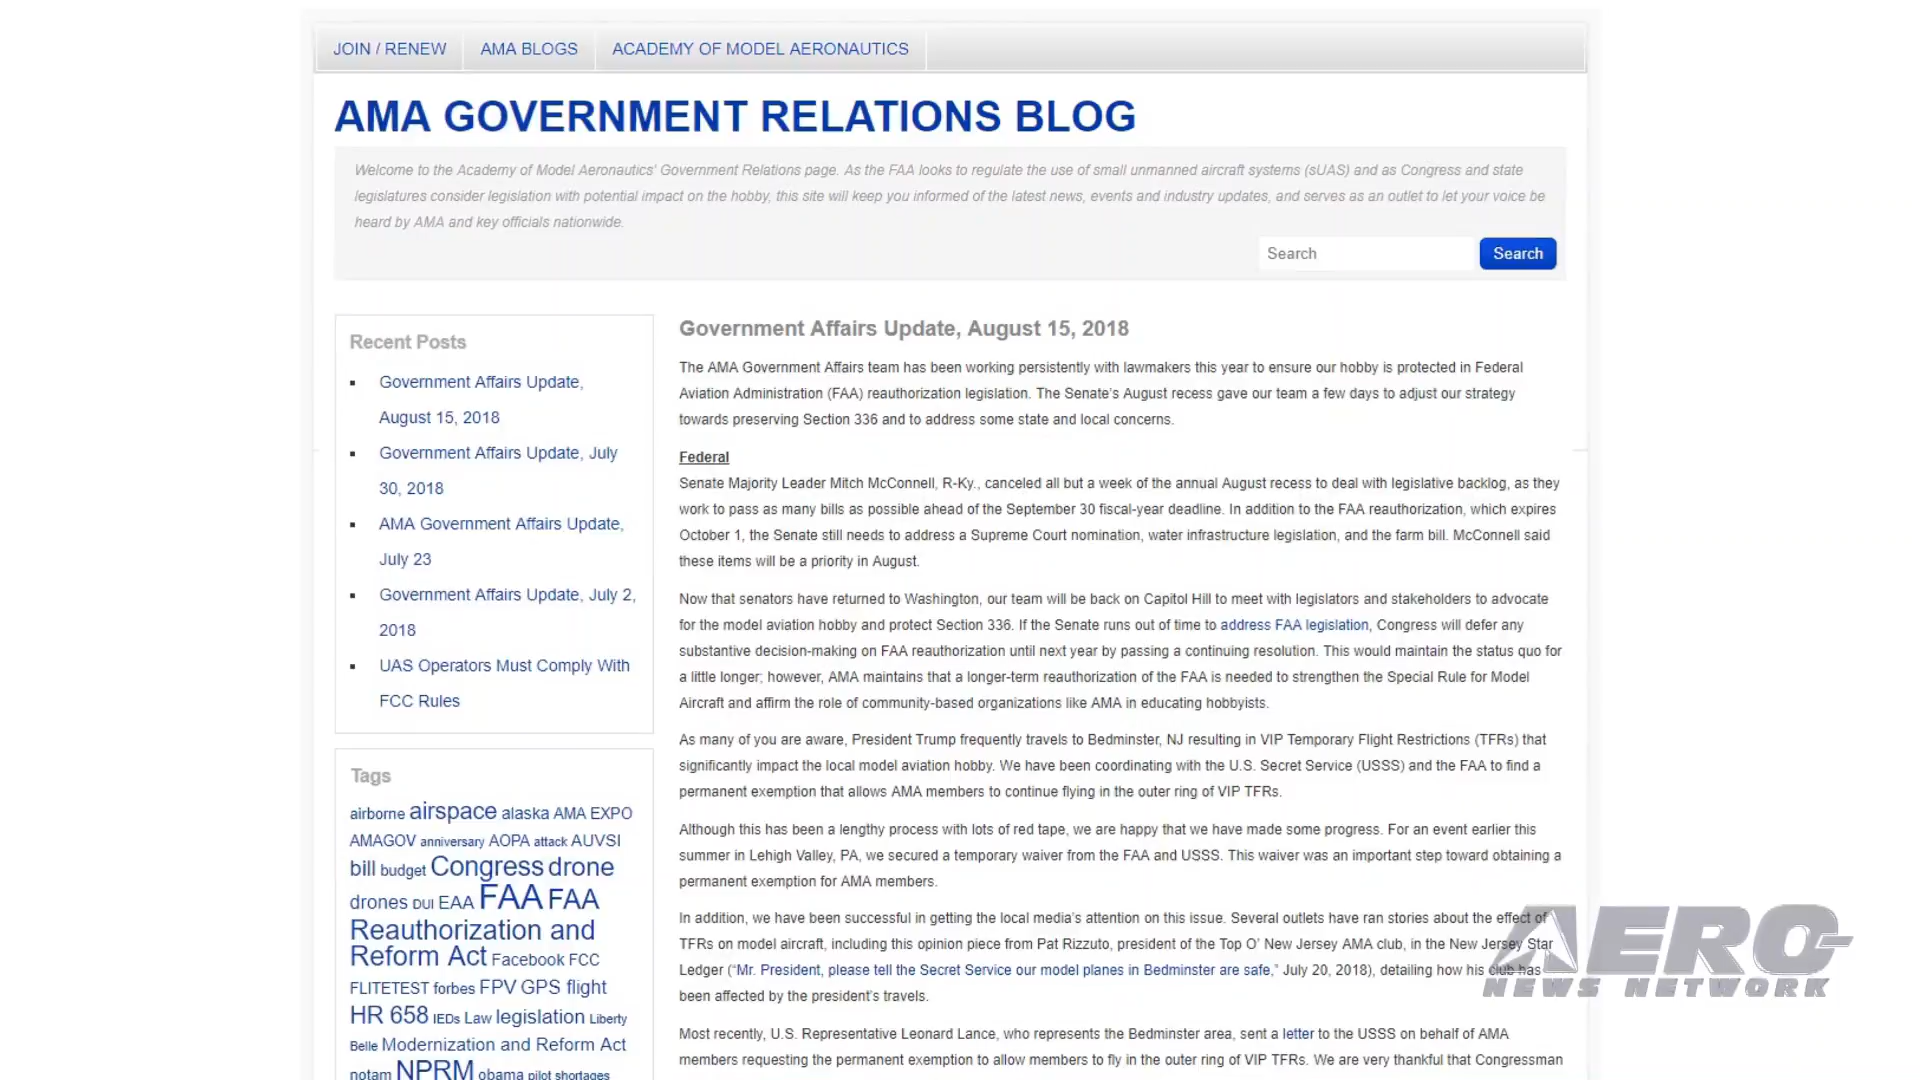 JOIN / RENEW
AMA BLOGS
ACADEMY OF MODEL AERONAUTICS
AMA GOVERNMENT RELATIONS BLOG
Welcome to the Academy of Model Aeronautics' Government Relations page. As the FAA looks to regulate the use of small unmanned aircraft systems (sUAS) and as Congress and state
legislatures consider legislation with potential impact on the hobby, this site will keep you informed of the latest news, events and industry updates, and serves as an outlet to let your voice be
heard by AMA and key officials nationwide.
Search
Search
Recent Posts
Government Affairs Update,
August 15, 2018
Government Affairs Update, July
30, 2018
AMA Government Affairs Update,
July 23
Government Affairs Update, July 2,
2018
UAS Operators Must Comply With
FCC Rules
Tags
airborne airspace alaska AMA EXPO
AMAGOV anniversary AOPA attack AUVSI
bill budget Congress drone
drones DUI EAA FAA FAA
Reauthorization and
Reform Act Facebook FCC
FLITETEST forbes FPV GPS flight
HR 658 IEDs Law legislation Liberty
Belle Modernization and Reform Act
notam NPRM obama pilot shortages
Government Affairs Update, August 15, 2018
The AMA Government Affairs team has been working persistently with lawmakers this year to ensure our hobby is protected in Federal
Aviation Administration (FAA) reauthorization legislation. The Senate's August recess gave our team a few days to adjust our strategy
towards preserving Section 336 and to address some state and local concerns.
Federal
Senate Majority Leader Mitch McConnell, R-Ky., canceled all but a week of the annual August recess to deal with legislative backlog, as they
work to pass as many bills as possible ahead of the September 30 fiscal-year deadline. In addition to the FAA reauthorization, which expires
October 1, the Senate still needs to address a Supreme Court nomination, water infrastructure legislation, and the farm bill. McConnell said
these items will be a priority in August.
Now that senators have returned to Washington, our team will be back on Capitol Hill to meet with legislators and stakeholders to advocate
for the model aviation hobby and protect Section 336. If the Senate runs out of time to address FAA legislation, Congress will defer any
substantive decision-making on FAA reauthorization until next year by passing a continuing resolution. This would maintain the status quo for
a little longer; however, AMA maintains that a longer-term reauthorization of the FAA is needed to strengthen the Special Rule for Model
Aircraft and affirm the role of community-based organizations like AMA in educating hobbyists.
As many of you are aware, President Trump frequently travels to Bedminster, NJ resulting in VIP Temporary Flight Restrictions (TFRs) that
significantly impact the local model aviation hobby. We have been coordinating with the U.S. Secret Service (USSS) and the FAA to find a
permanent exemption that allows AMA members to continue flying in the outer ring of VIP TFRs.
Although this has been a lengthy process with lots of red tape, we are happy that we have made some progress. For an event earlier this
summer in Lehigh Valley, PA, we secured a temporary waiver from the FAA and USSS. This waiver was an important step toward obtaining a
permanent exemption for AMA members.
In addition, we have been successful in getting the local media's attention on this issue. Several outlets have ran stories about the effect of
TFRs on model aircraft, including this opinion piece from Pat Rizzuto, president of the Top O' New Jersey AMA club, in the New Jersey Star
Ledger ("Mr. President, please tell the Secret Service our model planes in Bedminster are safe," July 20, 2018), detailing how his club has
been affected by the president's travels.
Most recently, U.S. Representative Leonard Lance, who represents the Bedminster area, sent a letter to the USSS on behalf of AMA
members requesting the permanent exemption to allow members to fly in the outer ring of VIP TFRs. We are very thankful that Congressman
AERO-
NEWS NETWORK